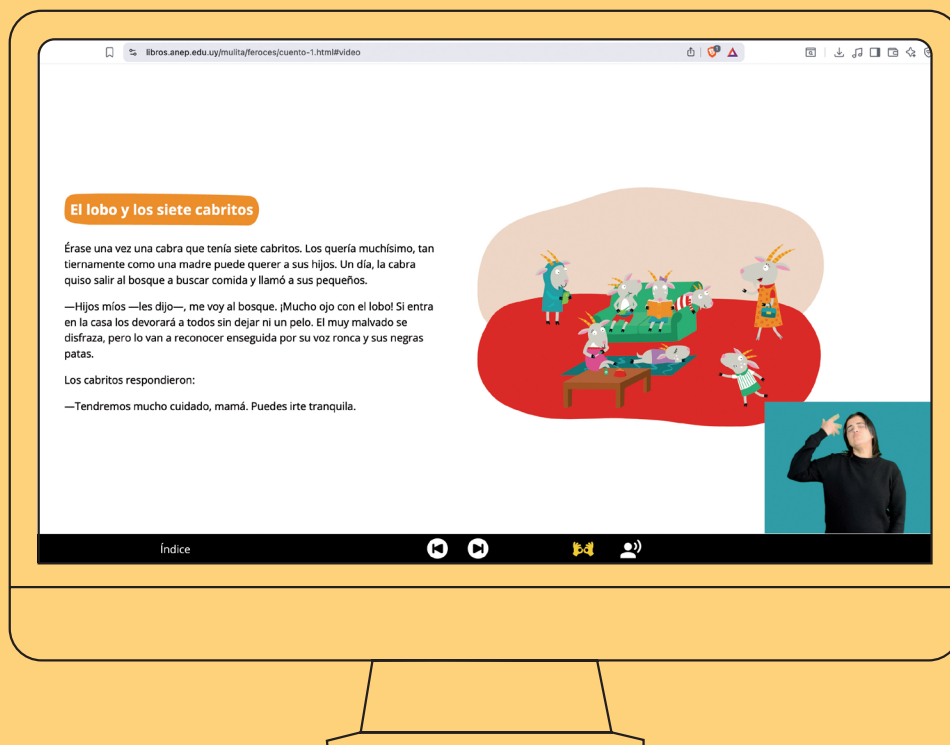 libros.anep.edu.uy/mulita/feroces/cuento-1.html#video
El lobo y los siete cabritos
Érase una vez una cabra que tenía siete cabritos. Los quería muchísimo, tan
tiernamente como una madre puede querer a sus hijos. Un día, la cabra
quiso salir al bosque a buscar comida y llamó a sus pequeños.
—Hijos míos —les dijo—, me voy al bosque. ¡Mucho ojo con el lobo! Si entra
en la casa los devorará a todos sin dejar ni un pelo. El muy malvado se
disfraza, pero lo van a reconocer enseguida por su voz ronca y sus negras
patas.
Los cabritos respondieron:
—Tendremos mucho cuidado, mamá. Puedes irte tranquila.
Índice